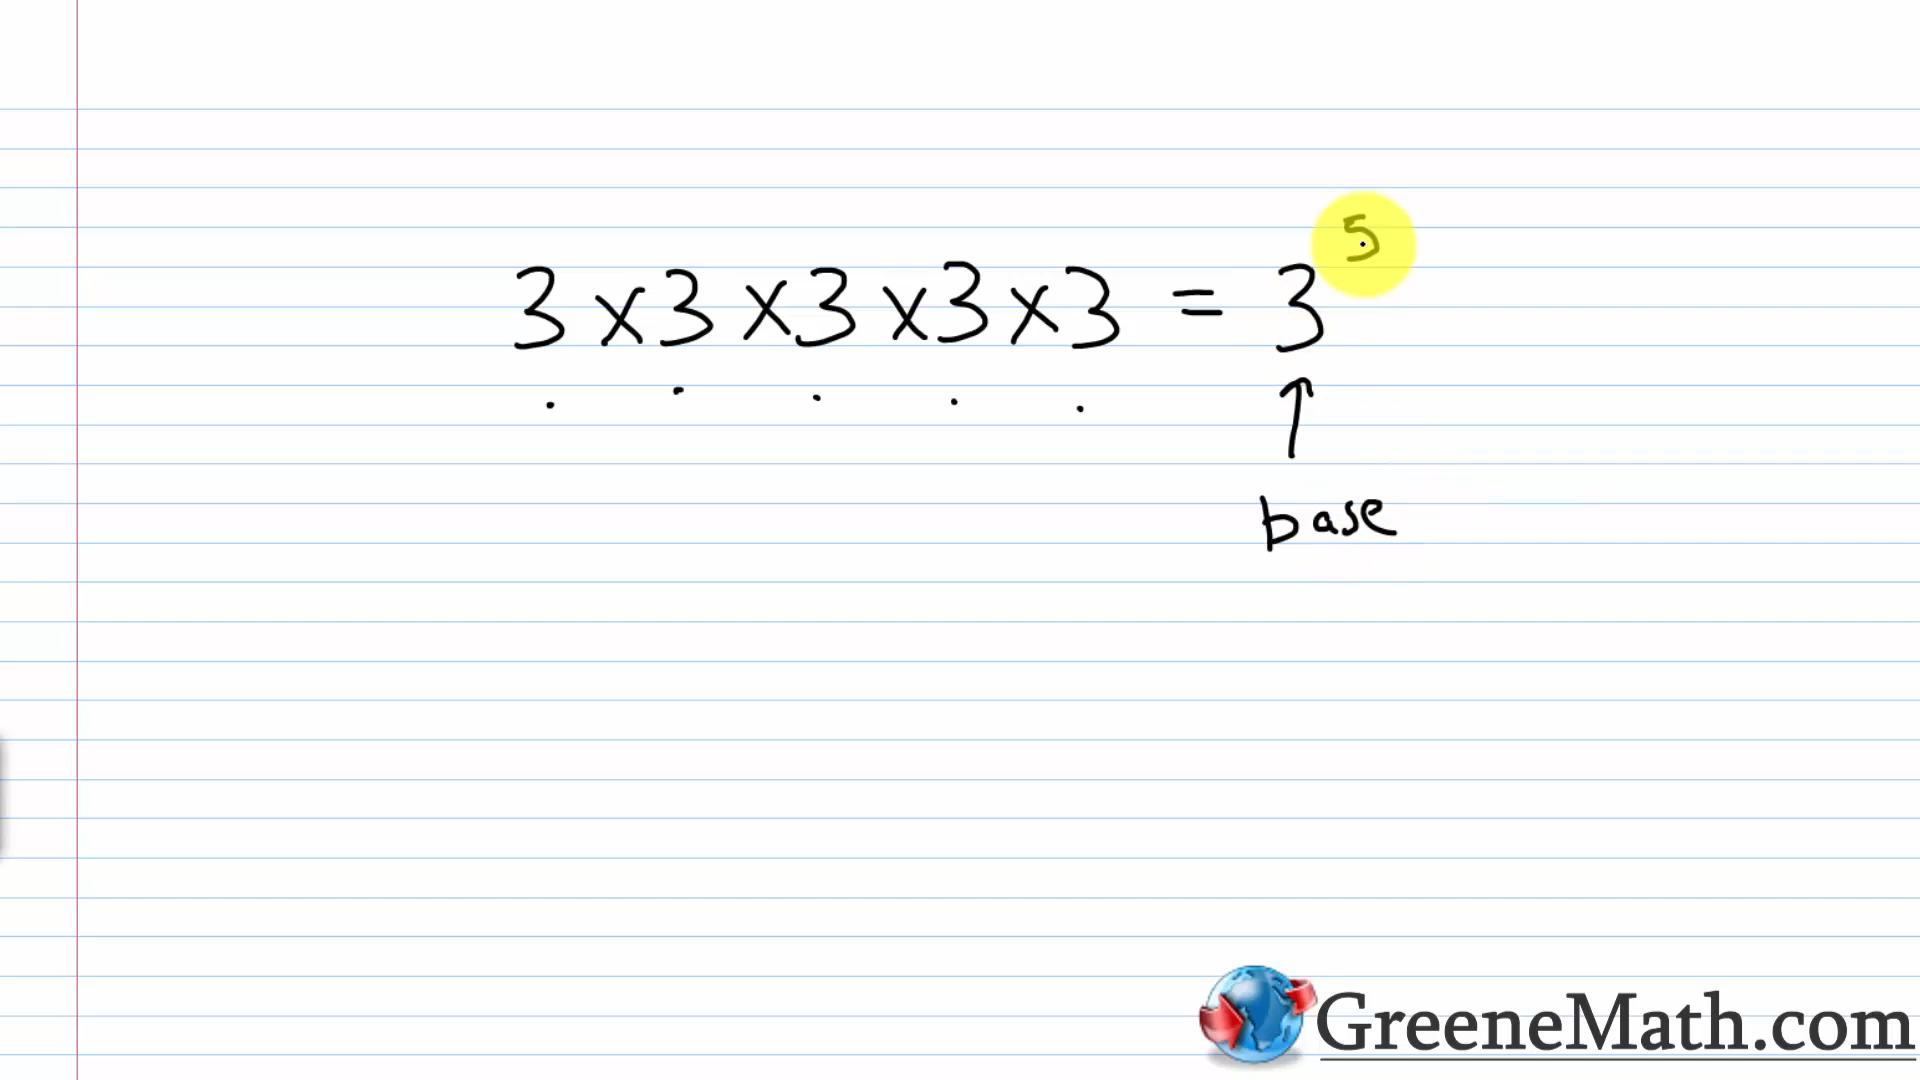 3 x 3 x 3 x 3 x 3 = 3⁵
. . . . .
↑
base
GreeneMath.com